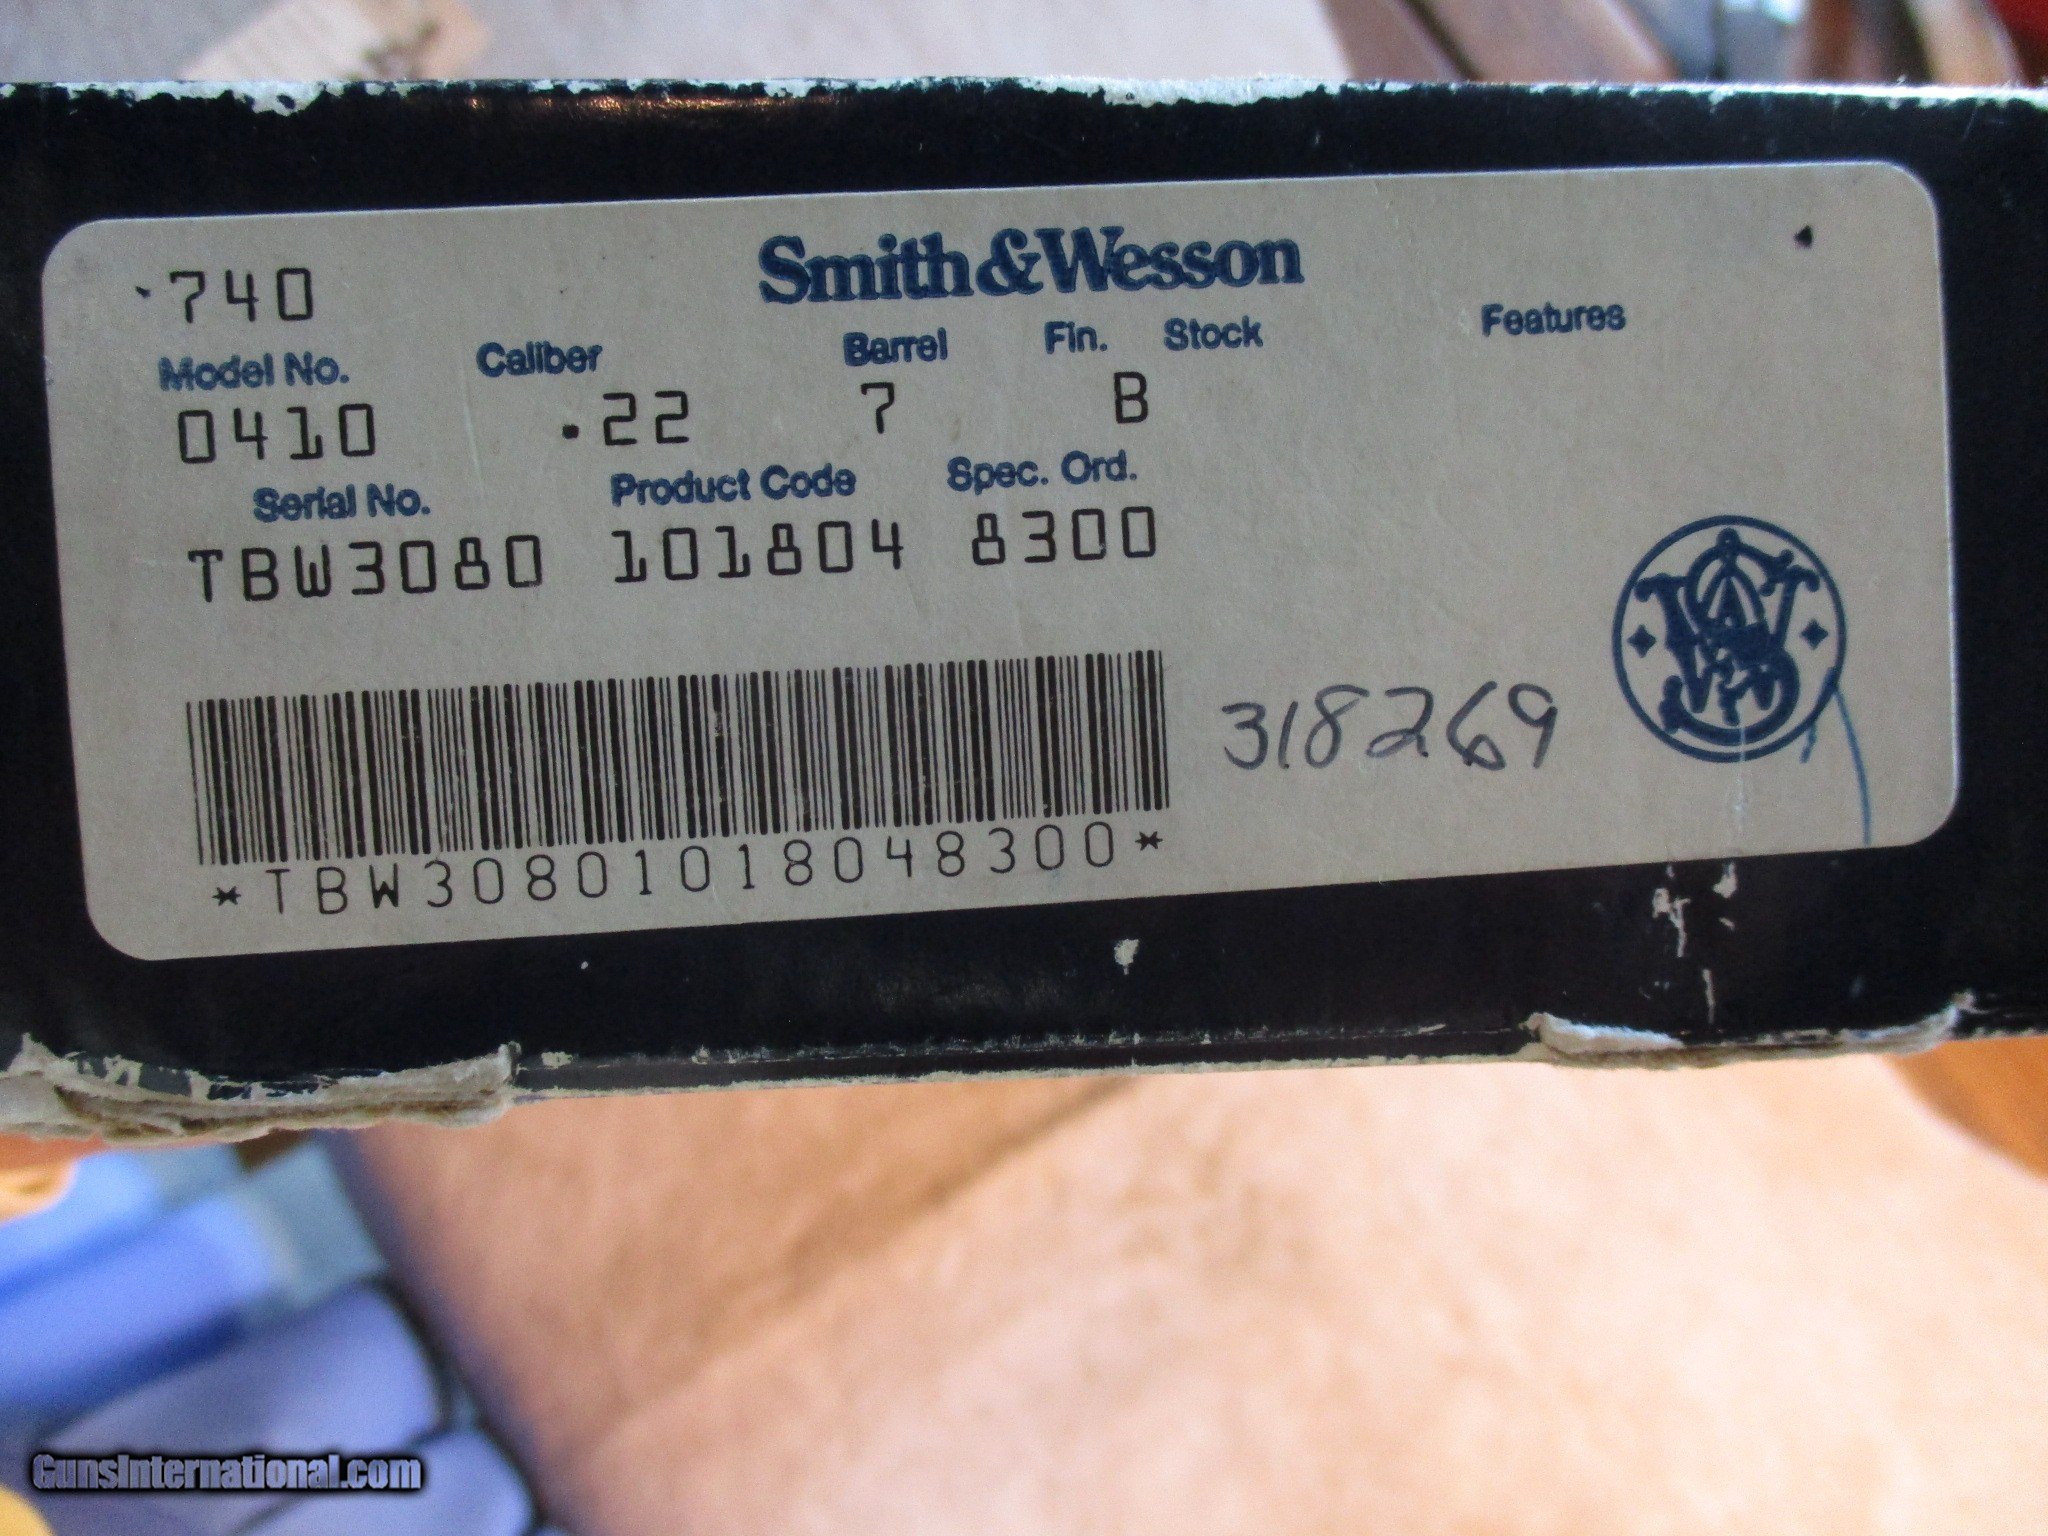 Smith & Wesson
740
Model No. Caliber Barrel Fin. Stock Features
0410 .22 7 B
Serial No. Product Code Spec. Ord.
TBW3080 101804 8300
*TBW30801018048300*
318269
GunsInternational.com